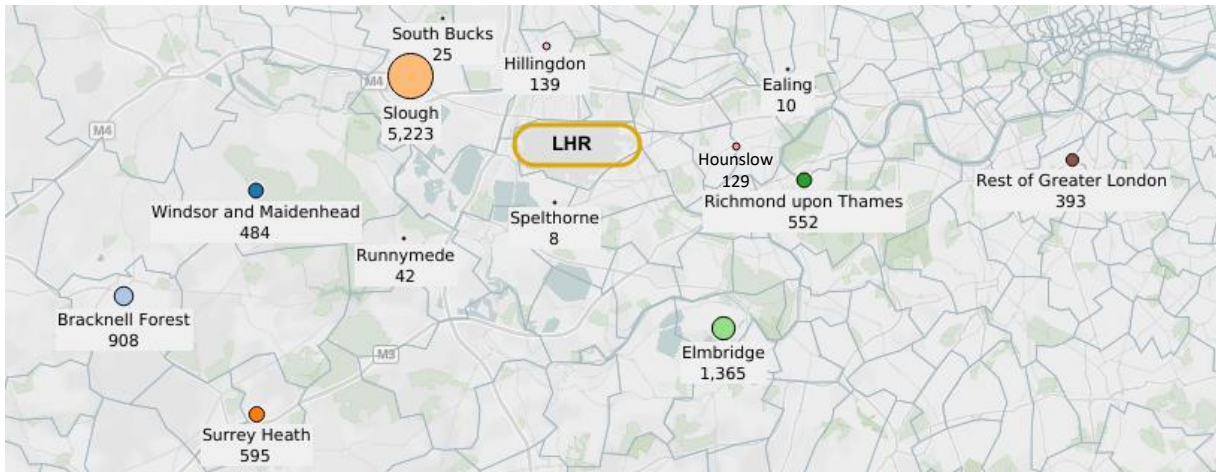 South Bucks
25
Hillingdon
139
M4
Ealing
10
Slough
5,223
M4
LHR
Hounslow
129
Rest of Greater London
393
Windsor and Maidenhead
484
Spelthorne
8
Richmond upon Thames
552
Runnymede
42
Bracknell Forest
908
M3
Elmbridge
1,365
Surrey Heath
595